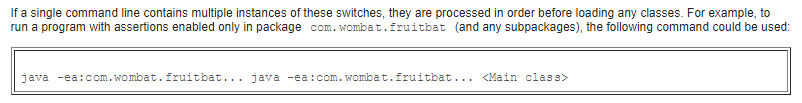 If a single command line contains multiple instances of these switches, they are processed in order before loading any classes. For example, to
run a program with assertions enabled only in package com.wombat.fruitbat (and any subpackages), the following command could be used:
java -ea:com.wombat.fruitbat... java -ea:com.wombat.fruitbat... <Main class>